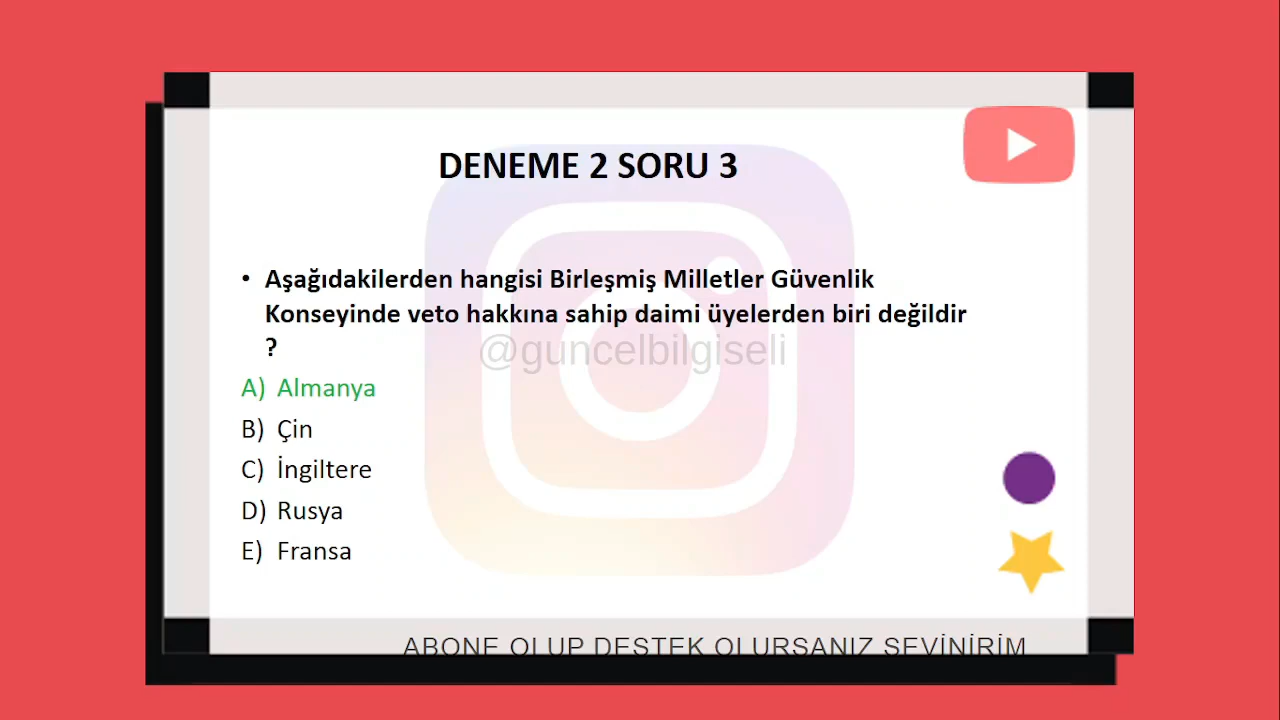 DENEME 2 SORU 3
• Aşağıdakilerden hangisi Birleşmiş Milletler Güvenlik
Konseyinde veto hakkına sahip daimi üyelerden biri değildir
?
@guncelbilgiseli
A) Almanya
B) Çin
C) İngiltere
D) Rusya
E) Fransa
ABONE OLUP DESTEK OLURSANIZ SEVİNİRİM